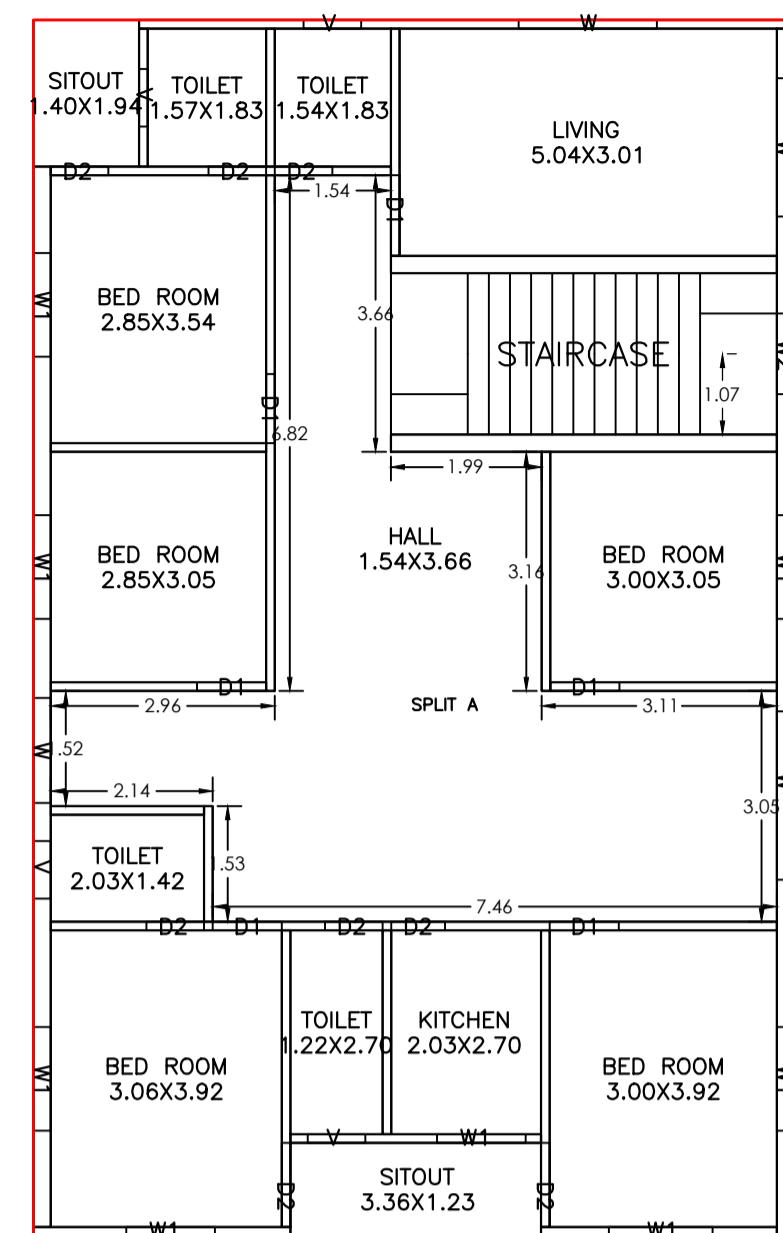 V
W
SITOUT
1.40X1.94
V
TOILET
1.57X1.83
TOILET
1.54X1.83
LIVING
5.04X3.01
D2
D2
D2
1.54
D1
W1
BED ROOM
2.85X3.54
3.66
STAIRCASE
1.07
D1
6.82
1.99
W1
BED ROOM
2.85X3.05
HALL
1.54X3.66
3.16
BED ROOM
3.00X3.05
D1
D1
2.96
SPLIT A
3.11
W
1.52
2.14
3.05
V
TOILET
2.03X1.42
.53
7.46
D2
D1
D2
D2
D1
W1
BED ROOM
3.06X3.92
TOILET
1.22X2.70
KITCHEN
2.03X2.70
BED ROOM
3.00X3.92
V
W1
D2
SITOUT
3.36X1.23
D2
W1
W1